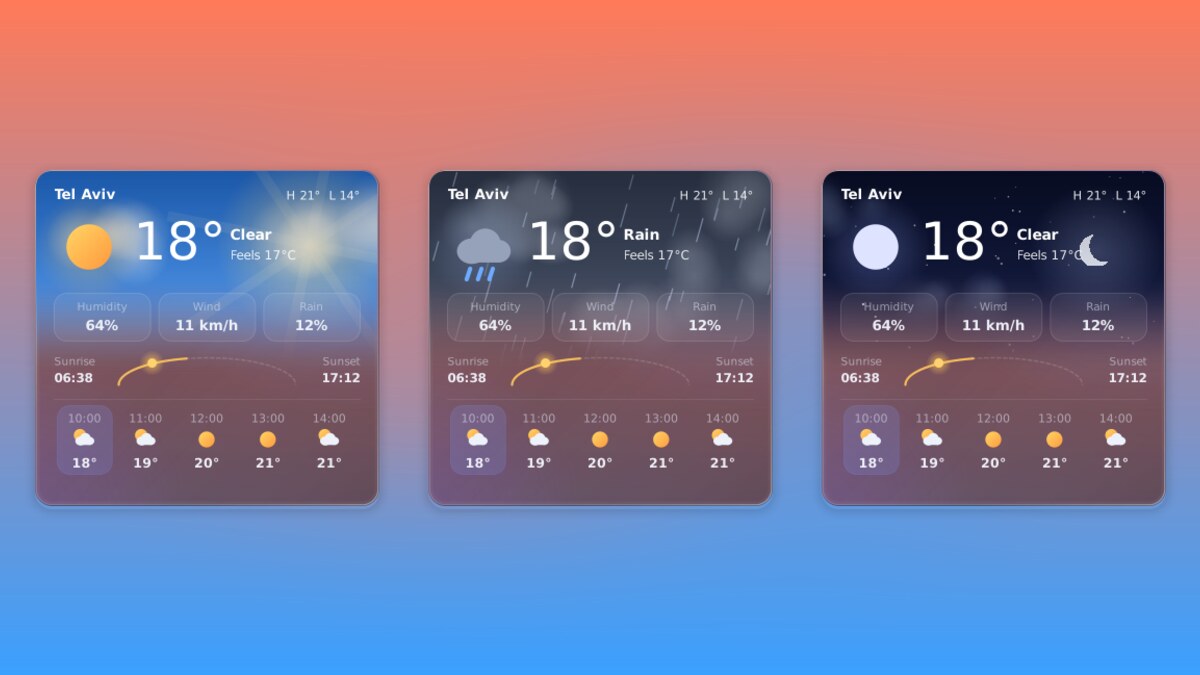 Tel Aviv H 21° L 14°
18° Clear
Feels 17°C
Humidity Wind Rain
64% 11 km/h 12%
Sunrise Sunset
06:38 17:12
10:00 11:00 12:00 13:00 14:00
18° 19° 20° 21° 21°
Tel Aviv H 21° L 14°
18° Rain
Feels 17°C
Humidity Wind Rain
64% 11 km/h 12%
Sunrise Sunset
06:38 17:12
10:00 11:00 12:00 13:00 14:00
18° 19° 20° 21° 21°
Tel Aviv H 21° L 14°
18° Clear
Feels 17°C
Humidity Wind Rain
64% 11 km/h 12%
Sunrise Sunset
06:38 17:12
10:00 11:00 12:00 13:00 14:00
18° 19° 20° 21° 21°